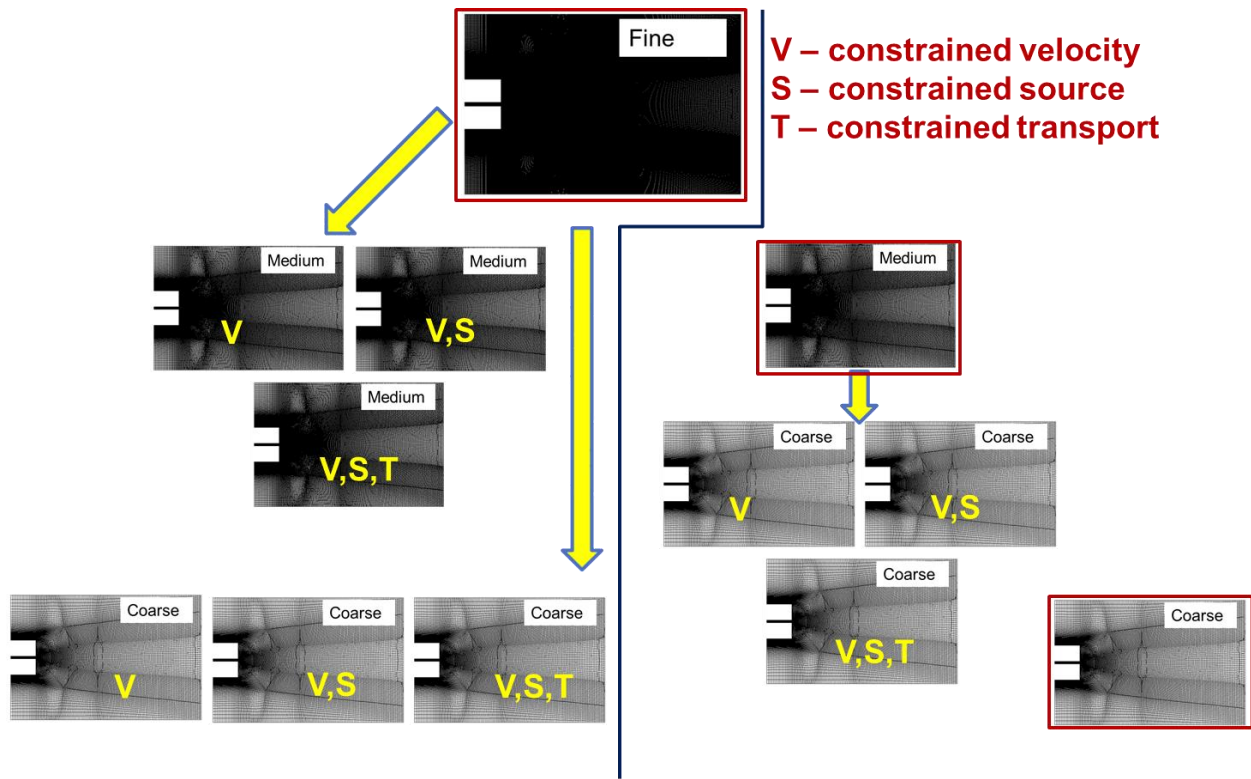 Fine
V – constrained velocity
S – constrained source
T – constrained transport
Medium
V
Medium
V,S
Medium
V,S,T
Coarse
V
Coarse
V,S
Coarse
V,S,T
Medium
Coarse
V
Coarse
V,S
Coarse
V,S,T
Coarse